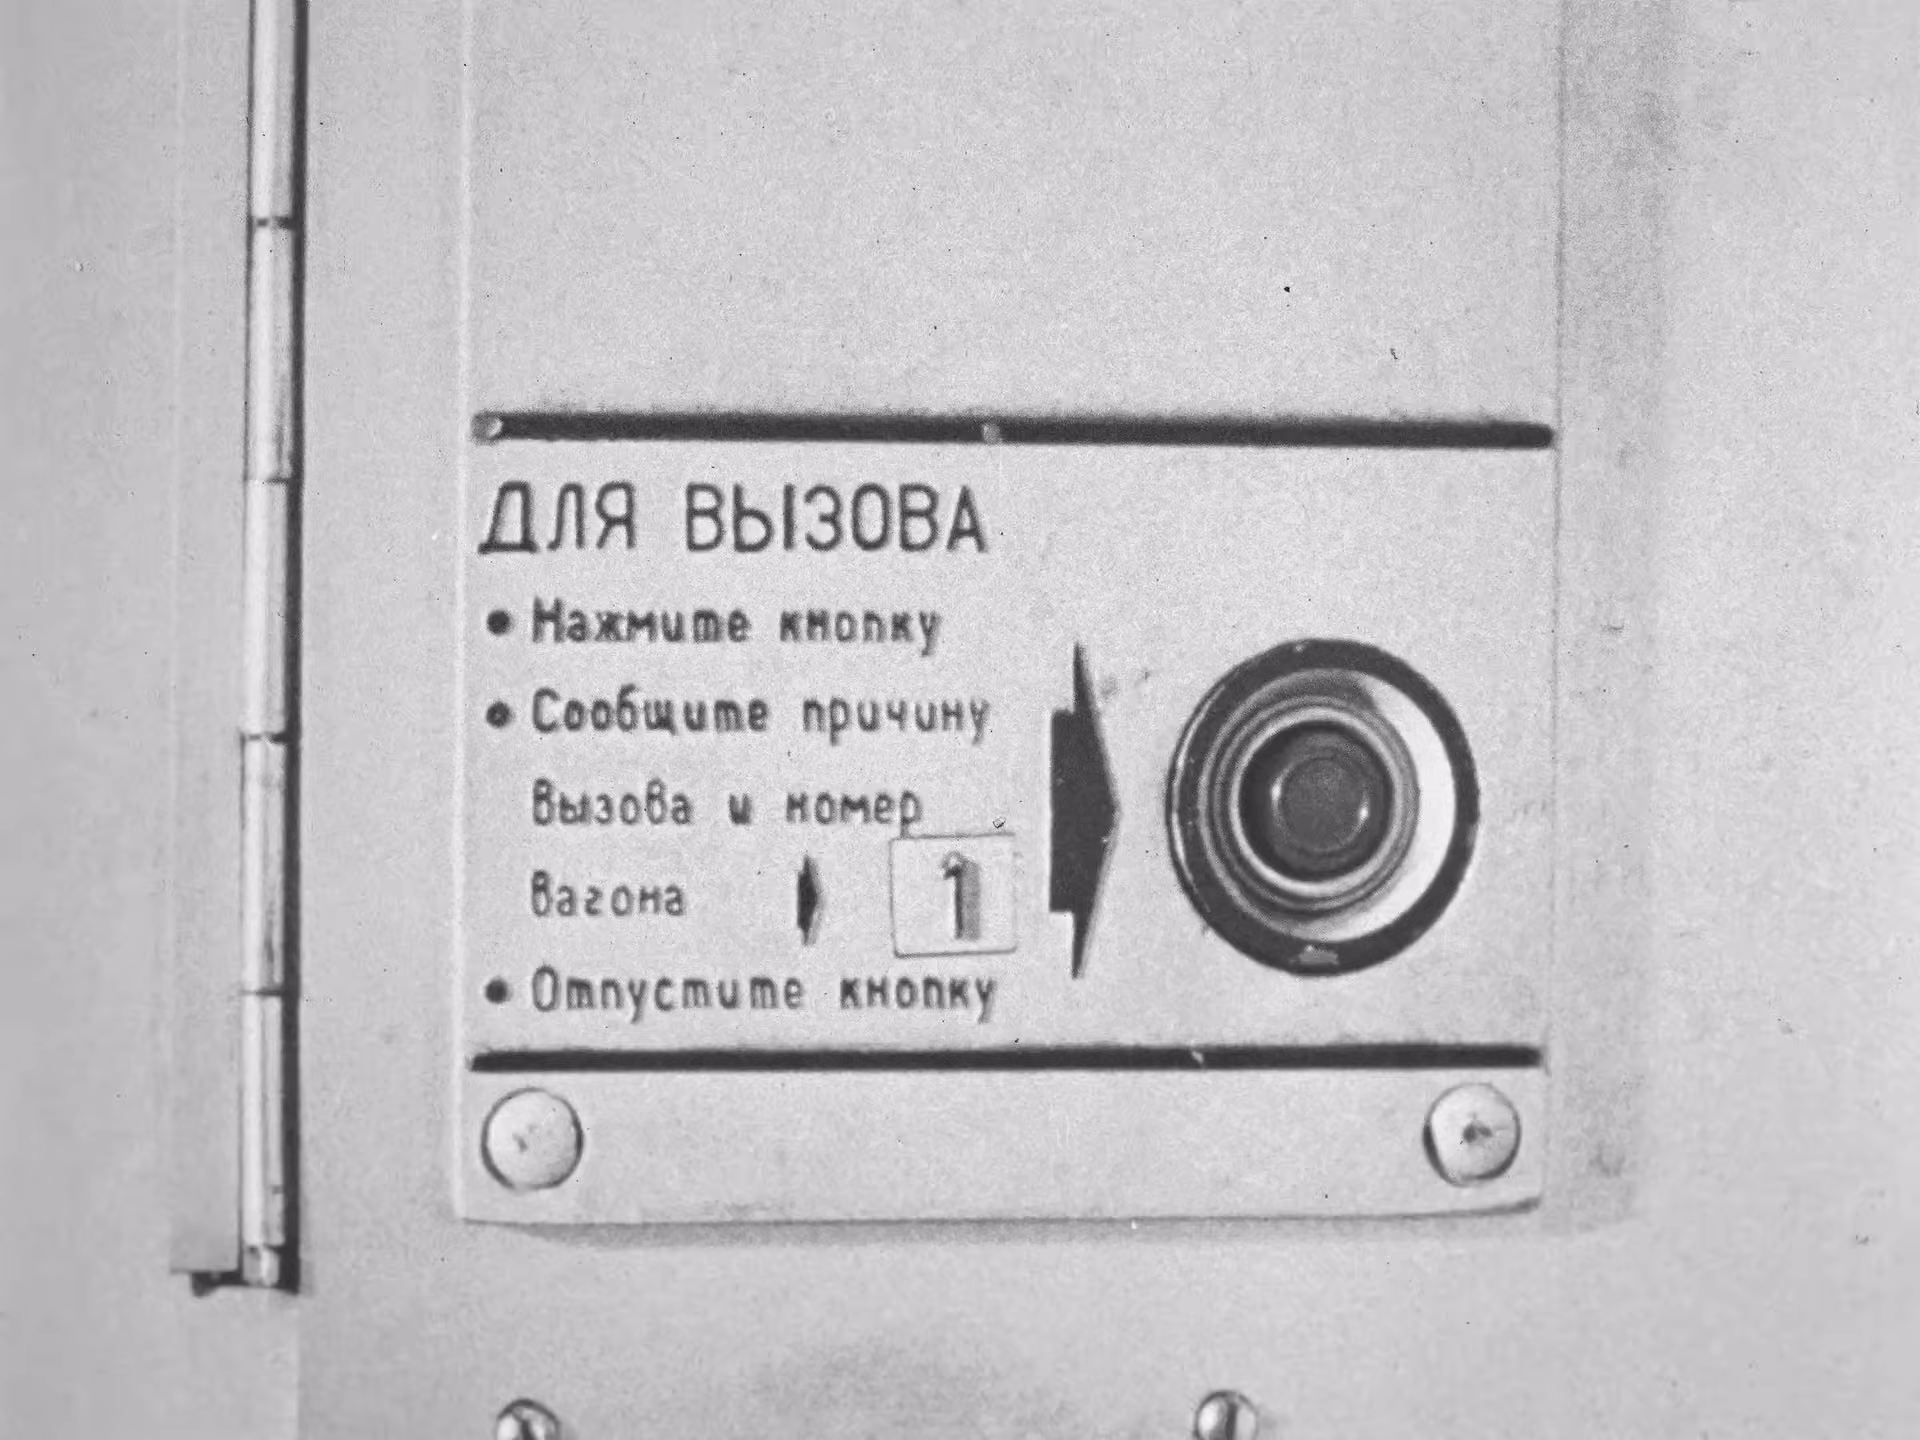 ДЛЯ ВЫЗОВА
• Нажмите кнопку
• Сообщите причину
вызова и номер
вагона 1
• Отпустите кнопку